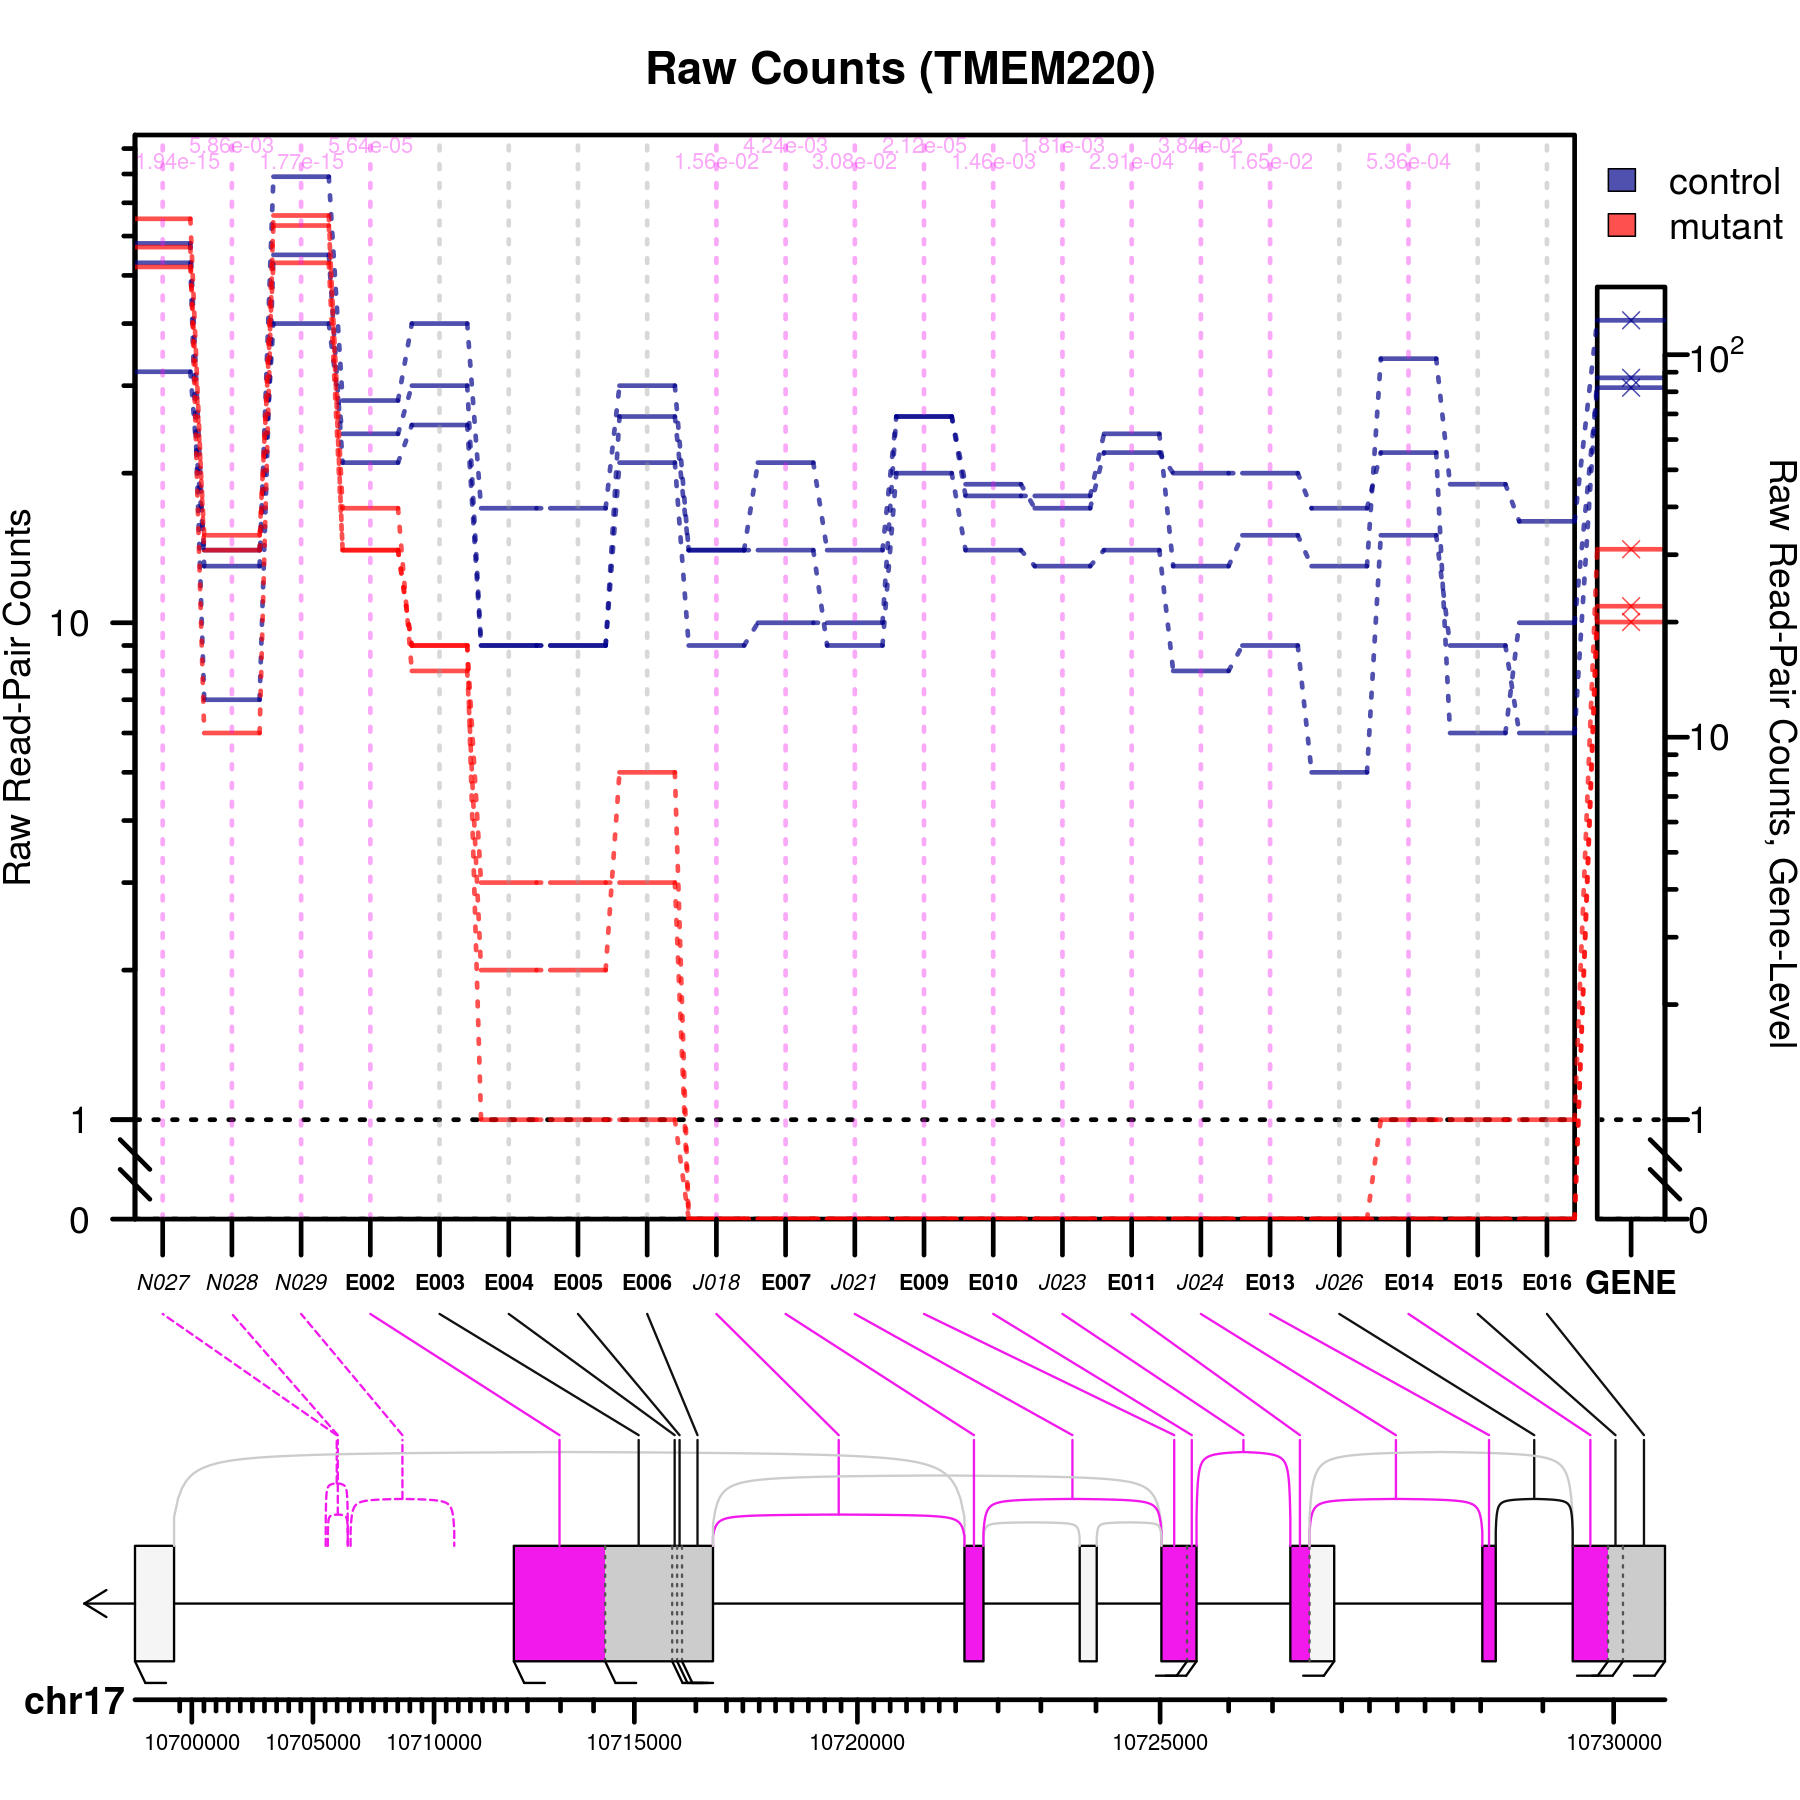 Raw Counts (TMEM220)
5.86e-03 5.64e-05 4.24e-03 2.12e-05 1.81e-03 3.84e-02
1.94e-15 1.77e-15 1.56e-02 3.08e-02 1.46e-03 2.91e-04 1.65e-02 5.36e-04
control
mutant
Raw Read-Pair Counts
10
1
0
10²
10
1
0
Raw Read-Pair Counts, Gene-Level
N027 N028 N029 E002 E003 E004 E005 E006 J018 E007 J021 E009 E010 J023 E011 J024 E013 J026 E014 E015 E016 GENE
chr17
10700000 10705000 10710000 10715000 10720000 10725000 10730000